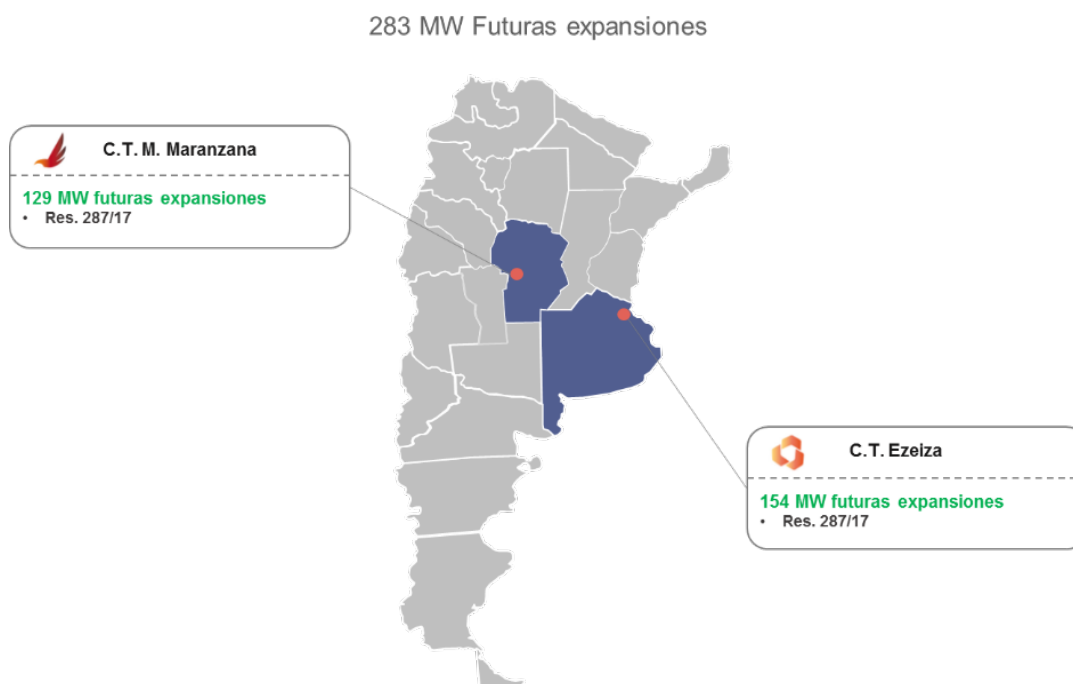 283 MW Futuras expansiones
C.T. M. Maranzana
129 MW futuras expansiones
• Res. 287/17
C.T. Ezeiza
154 MW futuras expansiones
• Res. 287/17